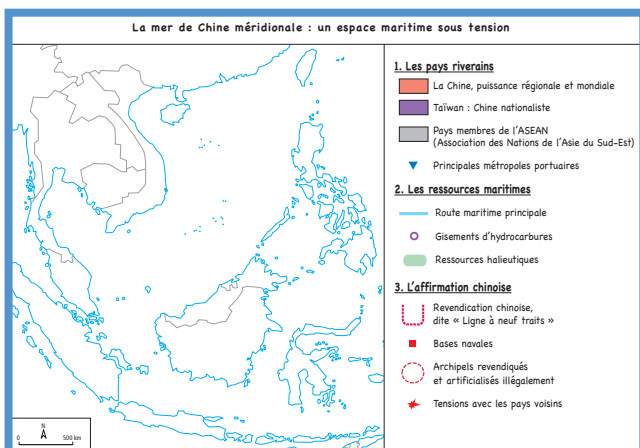 La mer de Chine méridionale : un espace maritime sous tension
1. Les pays riverains
La Chine, puissance régionale et mondiale
Taïwan : Chine nationaliste
Pays membres de l'ASEAN
(Association des Nations de l'Asie du Sud-Est)
Principales métropoles portuaires
2. Les ressources maritimes
Route maritime principale
Gisements d'hydrocarbures
Ressources halieutiques
3. L'affirmation chinoise
Revendication chinoise,
dite « Ligne à neuf traits »
Bases navales
Archipels revendiqués
et artificialisés illégalement
Tensions avec les pays voisins
N
0 500 km